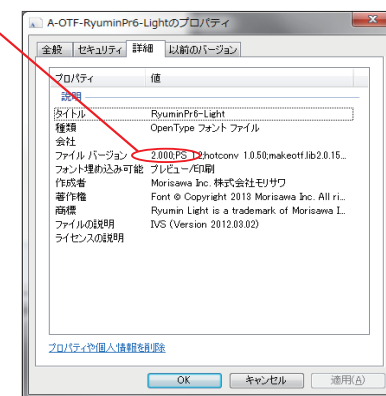 A-OTF-RyuminPr6-Lightのプロパティ
全般 セキュリティ 詳細 以前のバージョン
プロパティ 値
説明
タイトル RyuminPr6-Light
種類 OpenType フォント ファイル
会社
ファイル バージョン 2.000;PS 1.2;hotconv 1.0.50;makeotf.lib2.0.15...
フォント埋め込み可能 プレビュー/印刷
作成者 Morisawa Inc. 株式会社モリサワ
著作権 Font © Copyright 2013 Morisawa Inc. All ri...
商標 Ryumin Light is a trademark of Morisawa I...
ファイルの説明 IVS (Version 2012.03.02)
ライセンスの説明
プロパティや個人情報を削除
OK キャンセル 適用(A)